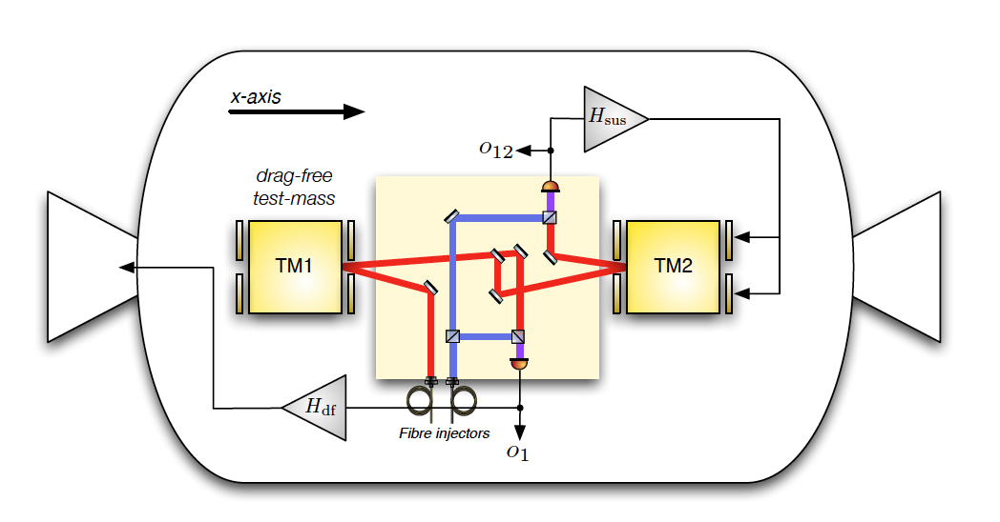 x-axis
H_sus
o_12
drag-free
test-mass
TM1
TM2
H_df
Fibre injectors
o_1